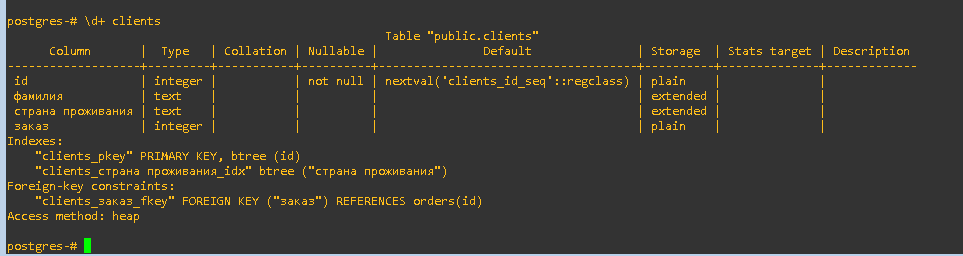 postgres-# \d+ clients
Table "public.clients"
Column | Type | Collation | Nullable | Default | Storage | Stats target | Description
-------------------+---------+-----------+----------+-------------------------------------+----------+--------------+-------------
id | integer | | not null | nextval('clients_id_seq'::regclass) | plain | |
фамилия | text | | | | extended | |
страна проживания | text | | | | extended | |
заказ | integer | | | | plain | |
Indexes:
"clients_pkey" PRIMARY KEY, btree (id)
"clients_страна проживания_idx" btree ("страна проживания")
Foreign-key constraints:
"clients_заказ_fkey" FOREIGN KEY ("заказ") REFERENCES orders(id)
Access method: heap
postgres-#